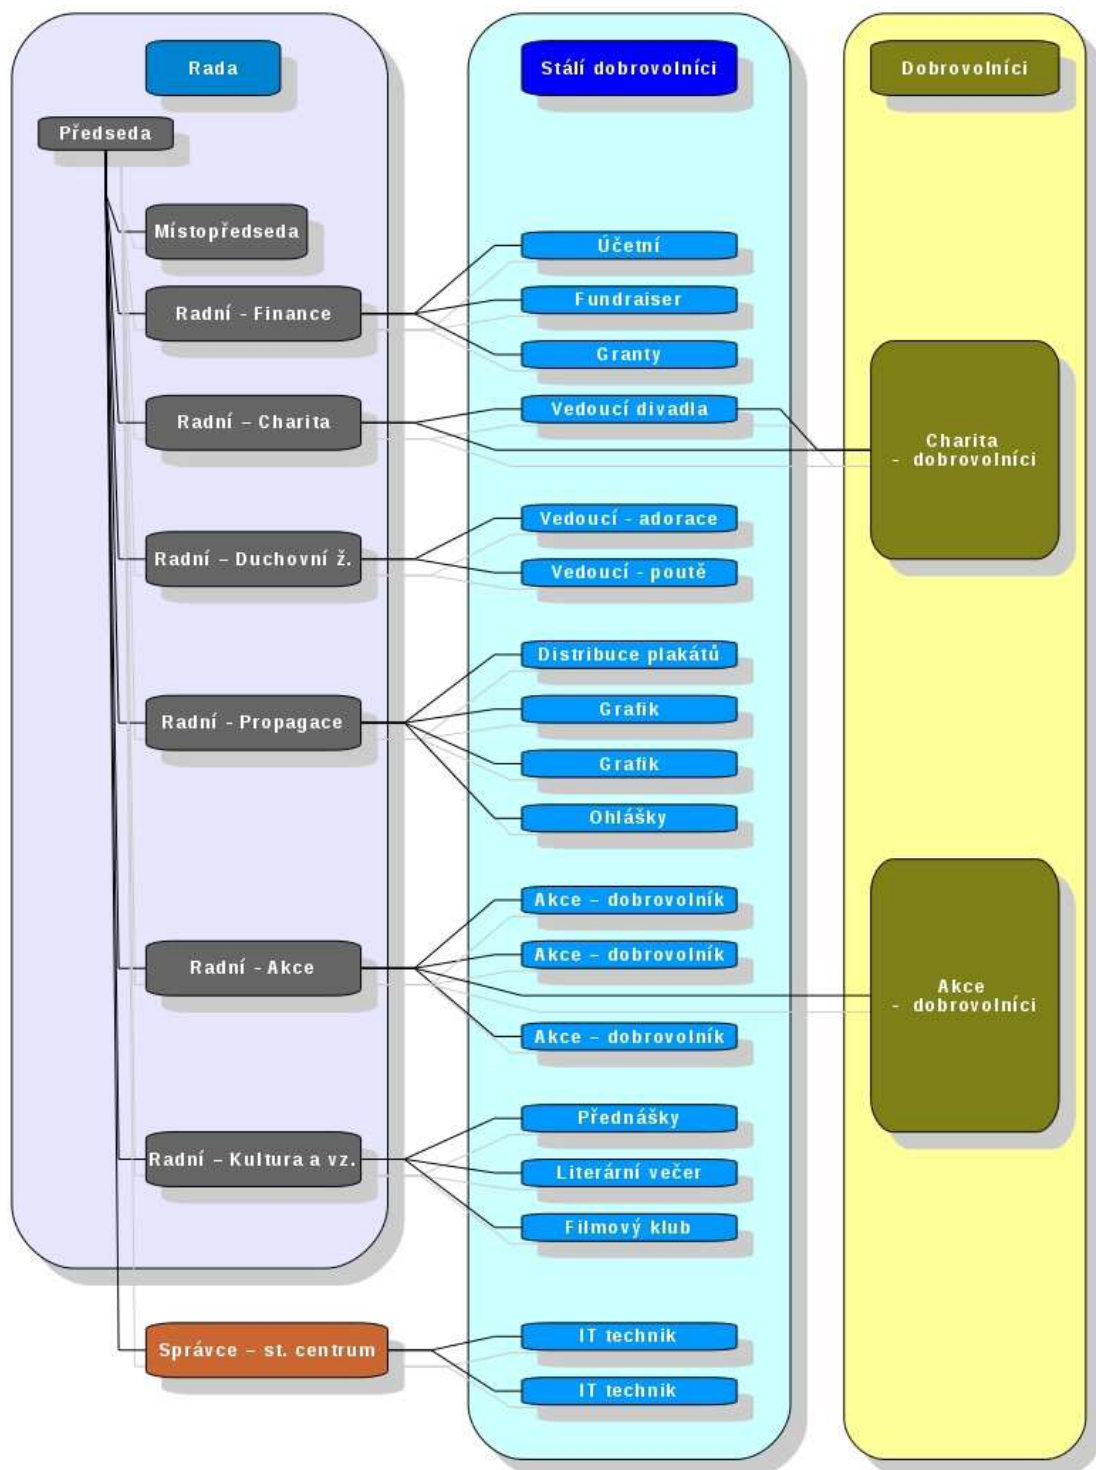 Rada
Předseda
Místopředseda
Radní - Finance
Radní – Charita
Radní – Duchovní ž.
Radní - Propagace
Radní - Akce
Radní – Kultura a vz.
Správce – st. centrum
Stálí dobrovolníci
Účetní
Fundraiser
Granty
Vedoucí divadla
Vedoucí - adorace
Vedoucí - poutě
Distribuce plakátů
Grafik
Grafik
Ohlášky
Akce – dobrovolník
Akce – dobrovolník
Akce – dobrovolník
Přednášky
Literární večer
Filmový klub
IT technik
IT technik
Dobrovolníci
Charita
- dobrovolníci
Akce
- dobrovolníci